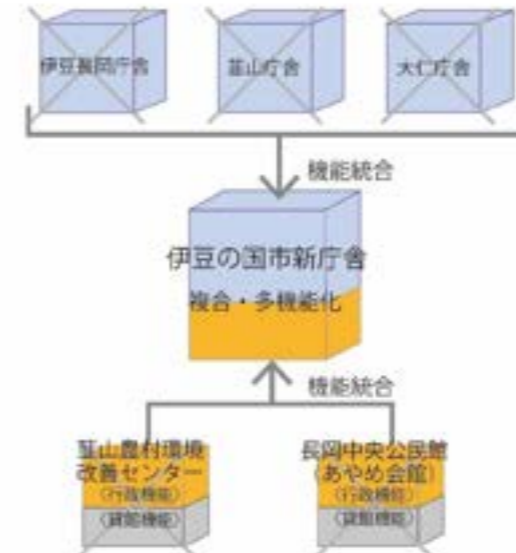 伊豆長岡庁舎
韮山庁舎
大仁庁舎
機能統合
伊豆の国市新庁舎
複合・多機能化
機能統合
韮山農村環境
改善センター
（行政機能）
（貸館機能）
長岡中央公民館
（あやめ会館）
（行政機能）
（貸館機能）